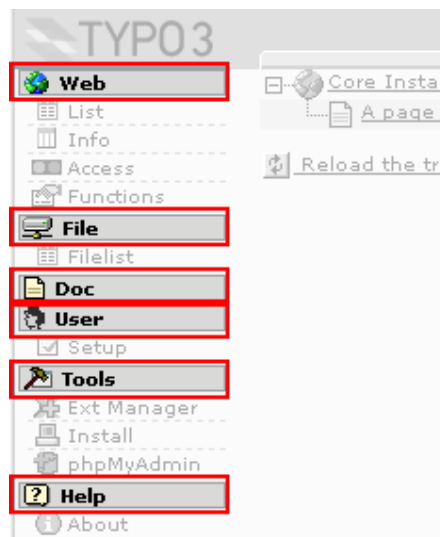 TYPO3
Web
List
Info
Access
Functions
File
Filelist
Doc
User
Setup
Tools
Ext Manager
Install
phpMyAdmin
Help
About
Core Insta
A page
Reload the tr